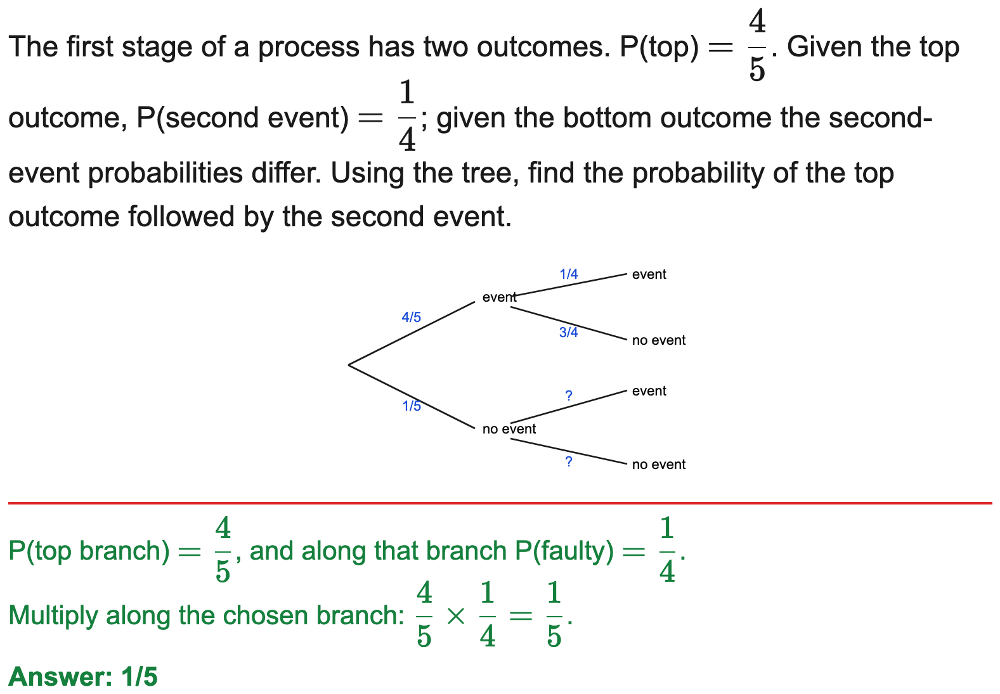 The first stage of a process has two outcomes. P(top) = 4/5. Given the top
outcome, P(second event) = 1/4; given the bottom outcome the second-
event probabilities differ. Using the tree, find the probability of the top
outcome followed by the second event.
1/4
event
event
4/5
3/4
no event
event
?
1/5
no event
?
no event
P(top branch) = 4/5, and along that branch P(faulty) = 1/4.
Multiply along the chosen branch: 4/5 × 1/4 = 1/5.
Answer: 1/5